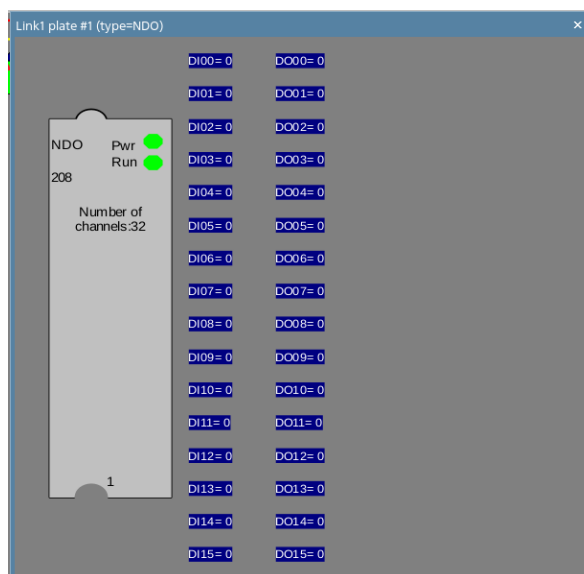 Link1 plate #1 (type=NDO) ×
DI00= 0 DO00= 0
DI01= 0 DO01= 0
DI02= 0 DO02= 0
NDO Pwr
DI03= 0 DO03= 0
Run
208
DI04= 0 DO04= 0
Number of
channels:32
DI05= 0 DO05= 0
DI06= 0 DO06= 0
DI07= 0 DO07= 0
DI08= 0 DO08= 0
DI09= 0 DO09= 0
DI10= 0 DO10= 0
DI11= 0 DO11= 0
DI12= 0 DO12= 0
1
DI13= 0 DO13= 0
DI14= 0 DO14= 0
DI15= 0 DO15= 0